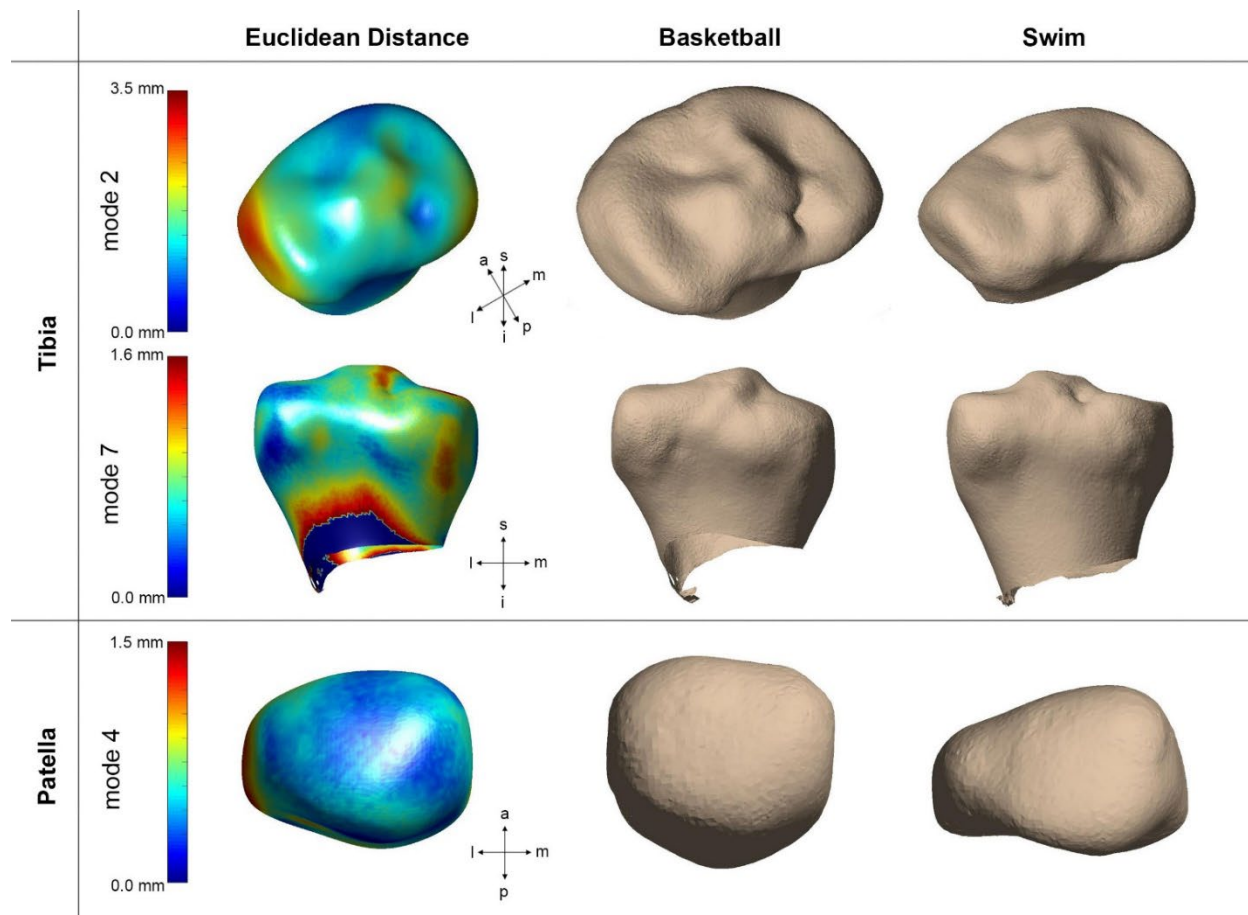 Euclidean Distance
Basketball
Swim
Tibia
mode 2
3.5 mm
0.0 mm
a
s
m
l
i
p
mode 7
1.6 mm
0.0 mm
s
l
m
i
Patella
mode 4
1.5 mm
0.0 mm
a
l
m
p